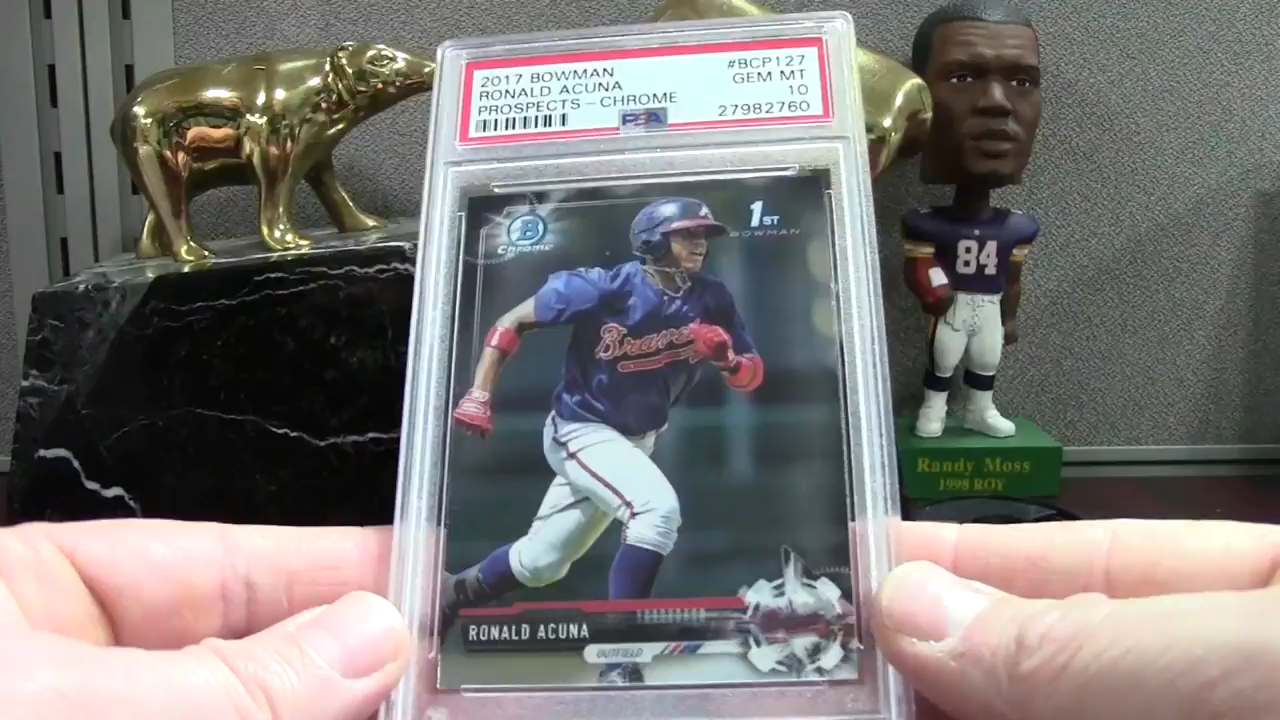 2017 BOWMAN
#BCP127
RONALD ACUNA
GEM MT
PROSPECTS - CHROME
10
27982760
PSA
B
Chrome
1ST
BOWMAN
Braves
84
Randy Moss
1998 ROY
RONALD ACUNA
OUTFIELD